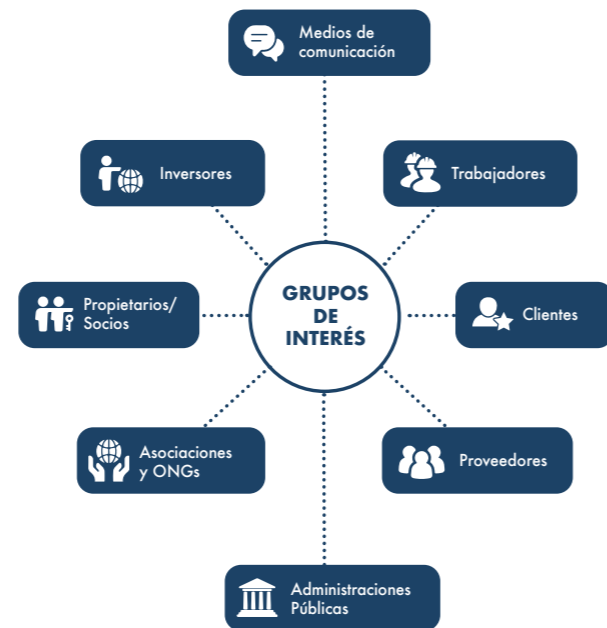 Medios de
comunicación
Inversores
Trabajadores
GRUPOS
DE
INTERÉS
Propietarios/
Socios
Clientes
Asociaciones
y ONGs
Proveedores
Administraciones
Públicas